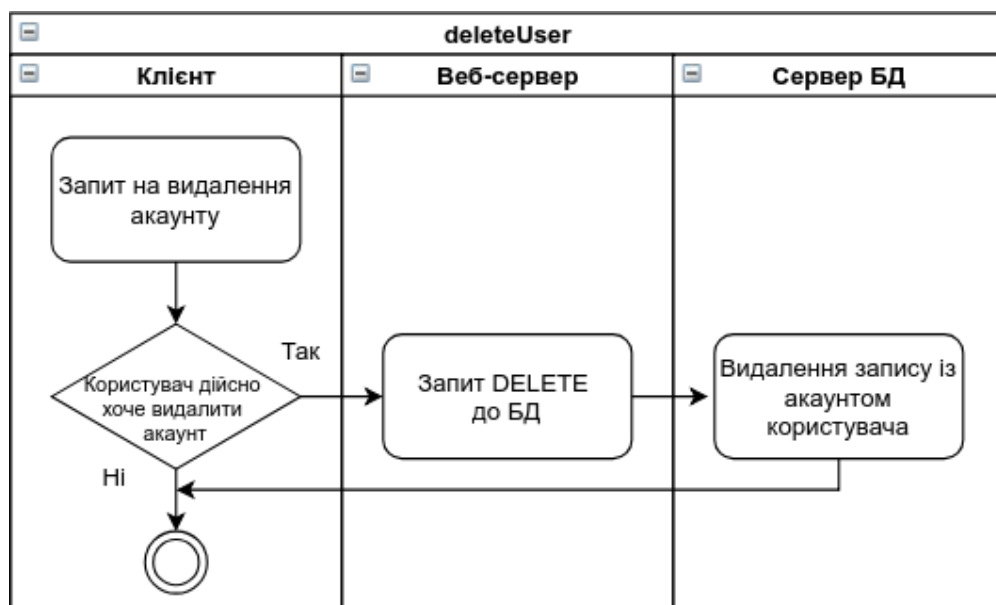 deleteUser
Клієнт
Веб-сервер
Сервер БД
Запит на видалення
акаунту
Користувач дійсно
хоче видалити
акаунт
Так
Ні
Запит DELETE
до БД
Видалення запису із
акаунтом
користувача